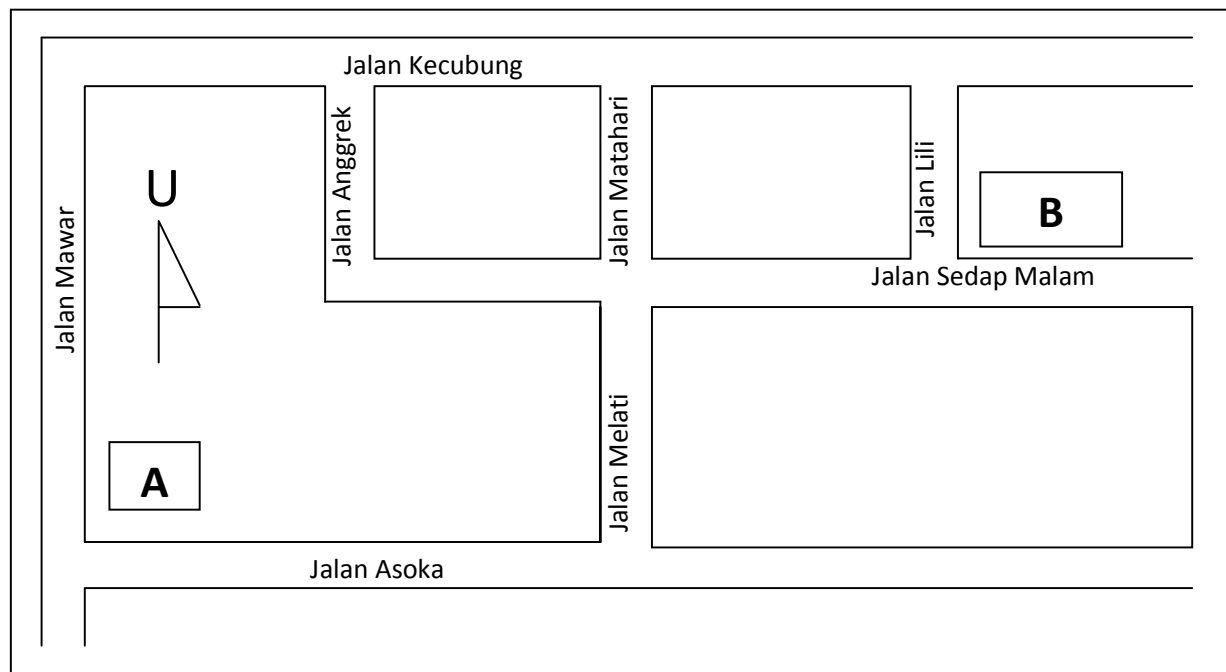 Jalan Kecubung
Jalan Anggrek
Jalan Matahari
Jalan Lili
U
B
Jalan Mawar
Jalan Sedap Malam
A
Jalan Melati
Jalan Asoka